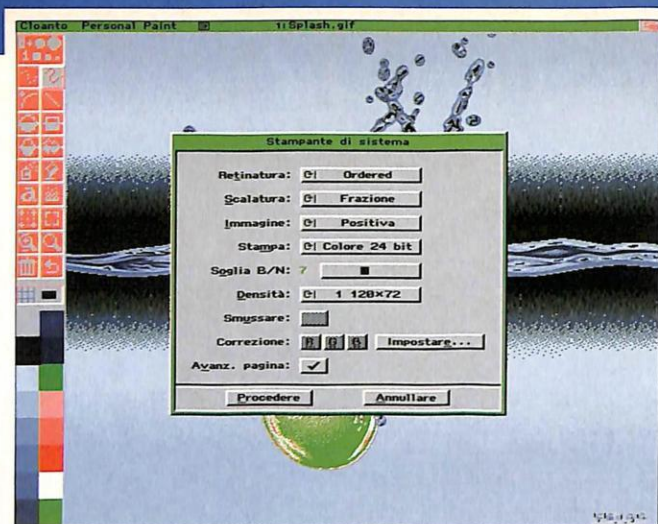 Cloanto Personal Paint 1:Splash.gif
Stampante di sistema
Retinatura: Ordered
Scalatura: Frazione
Immagine: Positiva
Stampa: Colore 24 bit
Soglia B/N: 7
Densità: 1 120×72
Smussare:
Correzione: R G B Impostare...
Avanz. pagina:
Procedere Annullare